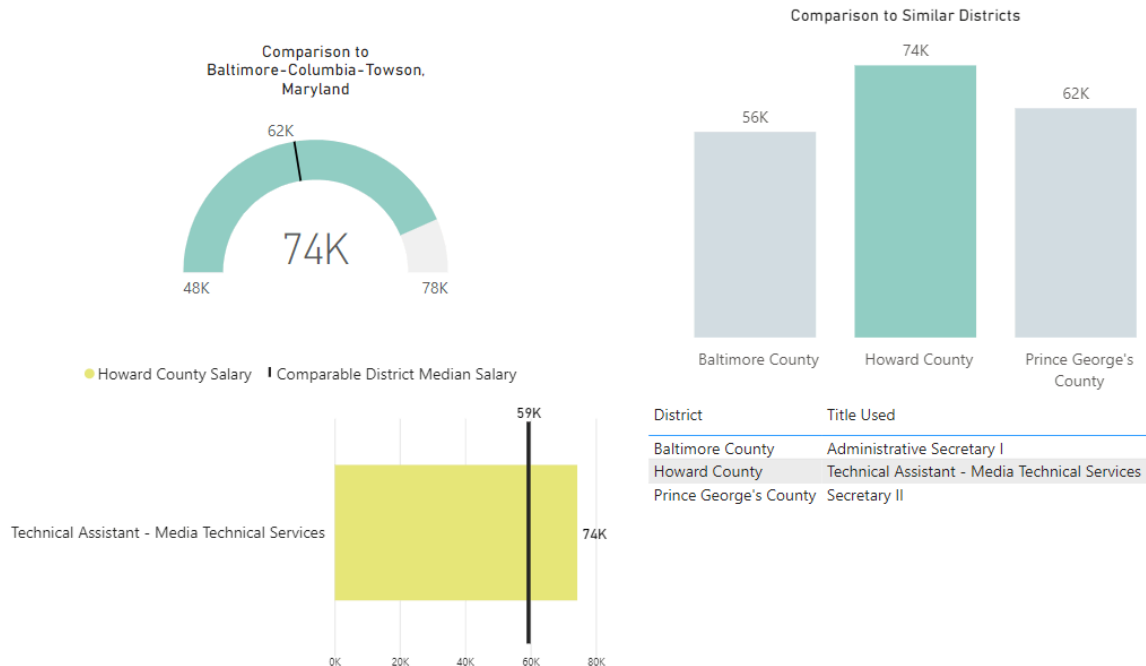 Comparison to
Baltimore-Columbia-Towson,
Maryland
62K
74K
48K
78K
Comparison to Similar Districts
74K
62K
56K
Baltimore County
Howard County
Prince George's
County
Howard County Salary
Comparable District Median Salary
59K
Technical Assistant - Media Technical Services
74K
0K
20K
40K
60K
80K
District Title Used
Baltimore County Administrative Secretary I
Howard County Technical Assistant - Media Technical Services
Prince George's County Secretary II